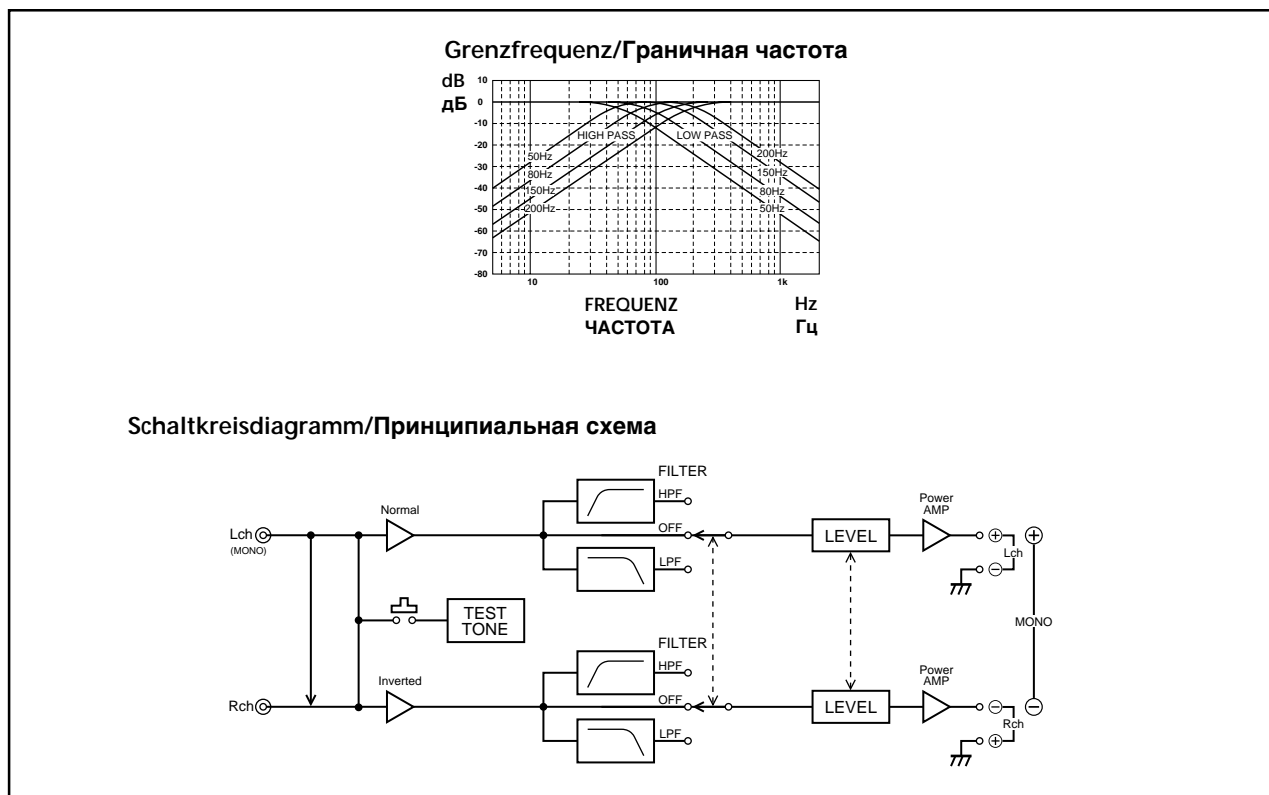 Grenzfrequenz/Граничная частота
dB
дБ
10
0
-10
-20
-30
-40
-50
-60
-70
-80
HIGH PASS
LOW PASS
50Hz
80Hz
150Hz
200Hz
200Hz
150Hz
80Hz
50Hz
10
100
1k
FREQUENZ
Hz
ЧАСТОТА
Гц
Schaltkreisdiagramm/Принципиальная схема
FILTER
HPF
Lch
(MONO)
Normal
OFF
LEVEL
Power
AMP
+
Lch
−
+
LPF
TEST
TONE
MONO
FILTER
HPF
Rch
Inverted
OFF
LEVEL
Power
AMP
−
Rch
+
−
LPF